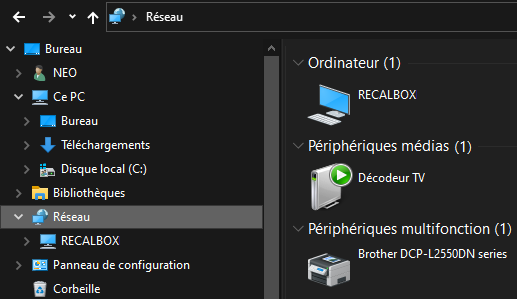 Réseau
Bureau
NEO
Ce PC
Bureau
Téléchargements
Disque local (C:)
Bibliothèques
Réseau
RECALBOX
Panneau de configuration
Corbeille
Ordinateur (1)
RECALBOX
Périphériques médias (1)
Décodeur TV
Périphériques multifonction (1)
Brother DCP-L2550DN series